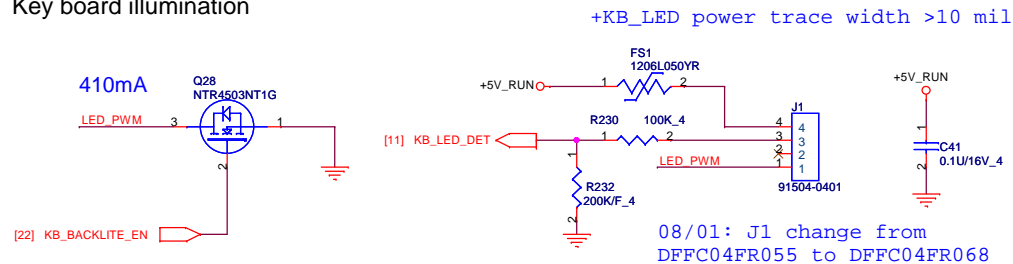 Key board illumination
+KB_LED power trace width >10 mil
410mA
Q28
NTR4503NT1G
LED_PWM
3
1
2
[22] KB_BACKLITE_EN
FS1
1206L050YR
+5V_RUN
1
2
[11] KB_LED_DET
R230
100K_4
1
2
LED_PWM
1
R232
200K/F_4
2
J1
4
3
2
1
4
3
2
1
91504-0401
+5V_RUN
1
C41
0.1U/16V_4
2
08/01: J1 change from
DFFC04FR055 to DFFC04FR068